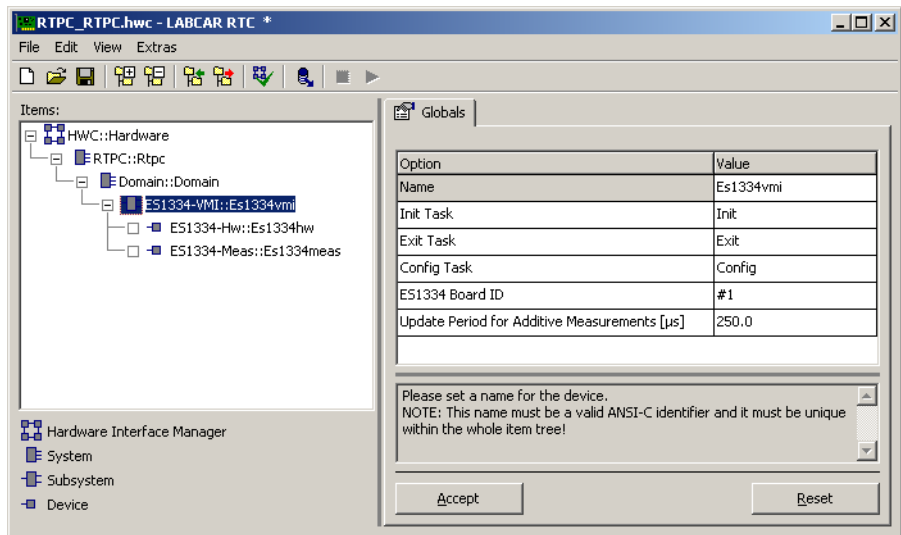 RTPC_RTPC.hwc - LABCAR RTC *
File Edit View Extras
Items:
HWC::Hardware
RTPC::Rtpc
Domain::Domain
ES1334-VMI::Es1334vmi
ES1334-Hw::Es1334hw
ES1334-Meas::Es1334meas
Hardware Interface Manager
System
Subsystem
Device
Globals
Option Value
Name Es1334vmi
Init Task Init
Exit Task Exit
Config Task Config
ES1334 Board ID #1
Update Period for Additive Measurements [µs] 250.0
Please set a name for the device.
NOTE: This name must be a valid ANSI-C identifier and it must be unique
within the whole item tree!
Accept Reset